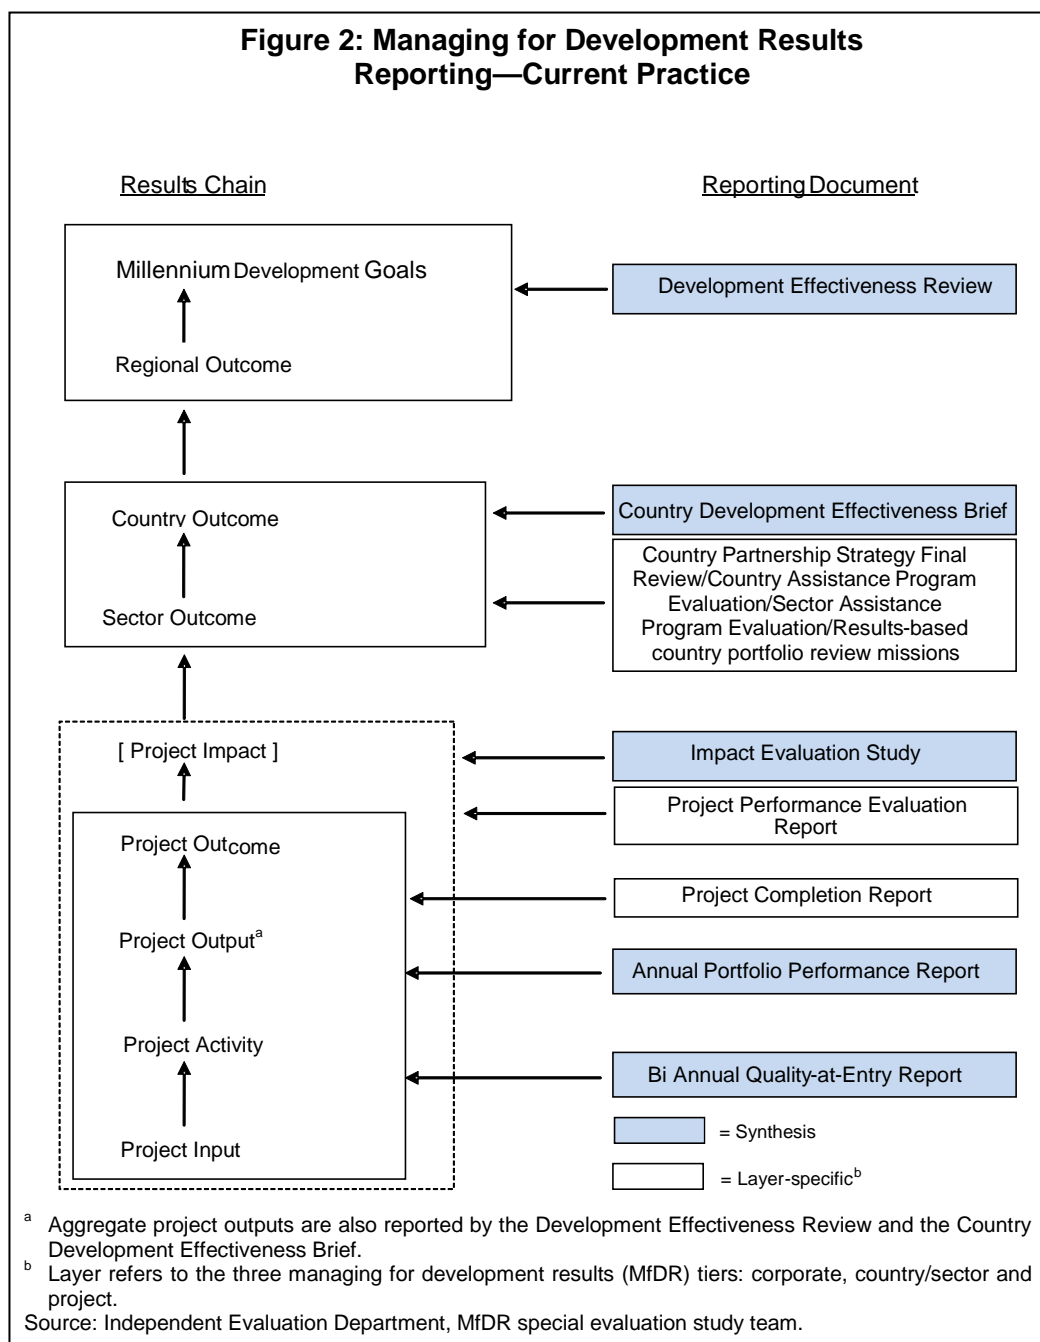 Figure 2: Managing for Development Results
Reporting—Current Practice
Results Chain
Reporting Document
Millennium Development Goals
Development Effectiveness Review
Regional Outcome
Country Outcome
Country Development Effectiveness Brief
Sector Outcome
Country Partnership Strategy Final
Review/Country Assistance Program
Evaluation/Sector Assistance
Program Evaluation/Results-based
country portfolio review missions
[ Project Impact ]
Impact Evaluation Study
Project Performance Evaluation
Report
Project Outcome
Project Completion Report
Project Output^a
Annual Portfolio Performance Report
Project Activity
Bi Annual Quality-at-Entry Report
Project Input
= Synthesis
= Layer-specific^b
a Aggregate project outputs are also reported by the Development Effectiveness Review and the Country
Development Effectiveness Brief.
b Layer refers to the three managing for development results (MfDR) tiers: corporate, country/sector and
project.
Source: Independent Evaluation Department, MfDR special evaluation study team.